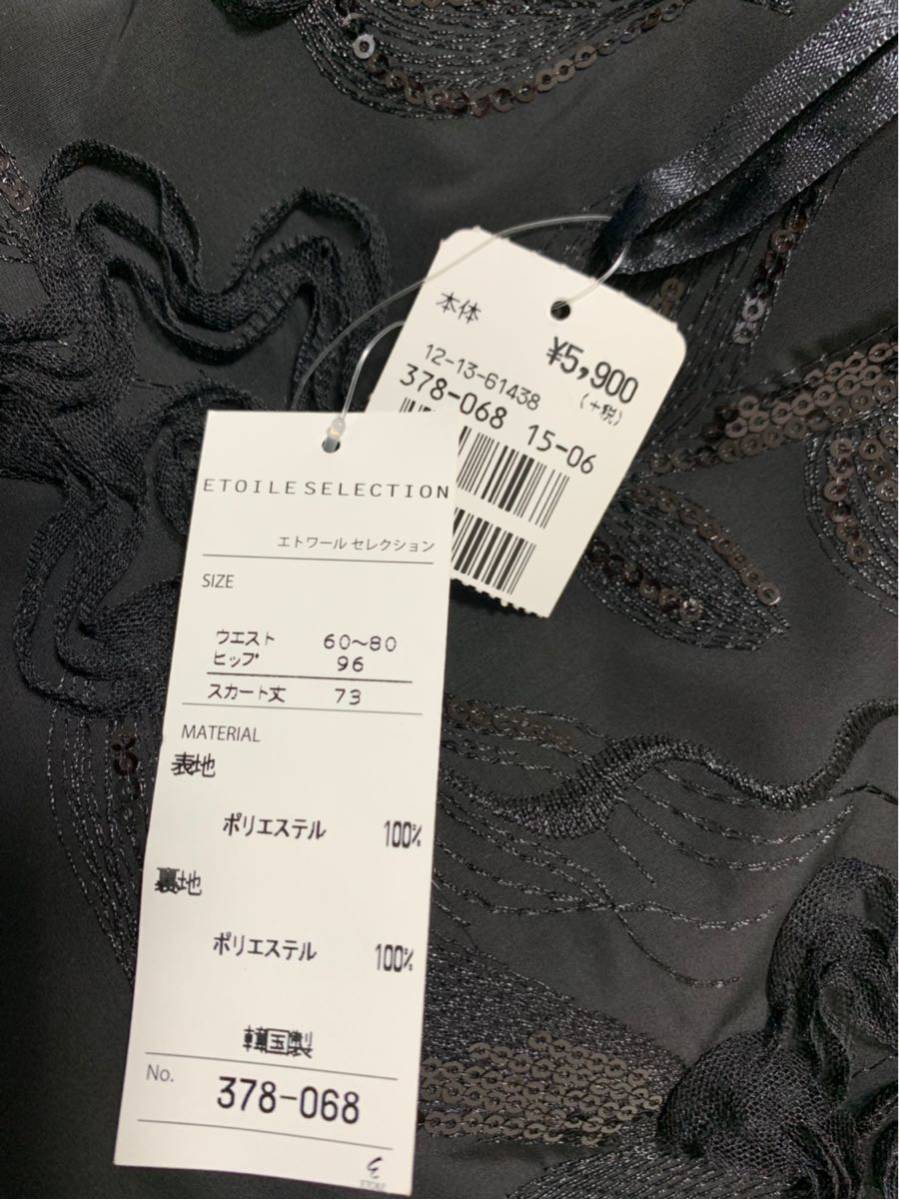 本体
¥5,900
(+税)
12-13-61438
378-068 15-06
ETOILE SELECTION
エトワール セレクション
SIZE
ウエスト 60～80
ヒップ 96
スカート丈 73
MATERIAL
表地
ポリエステル 100%
裏地
ポリエステル 100%
韓国製
No. 378-068
3